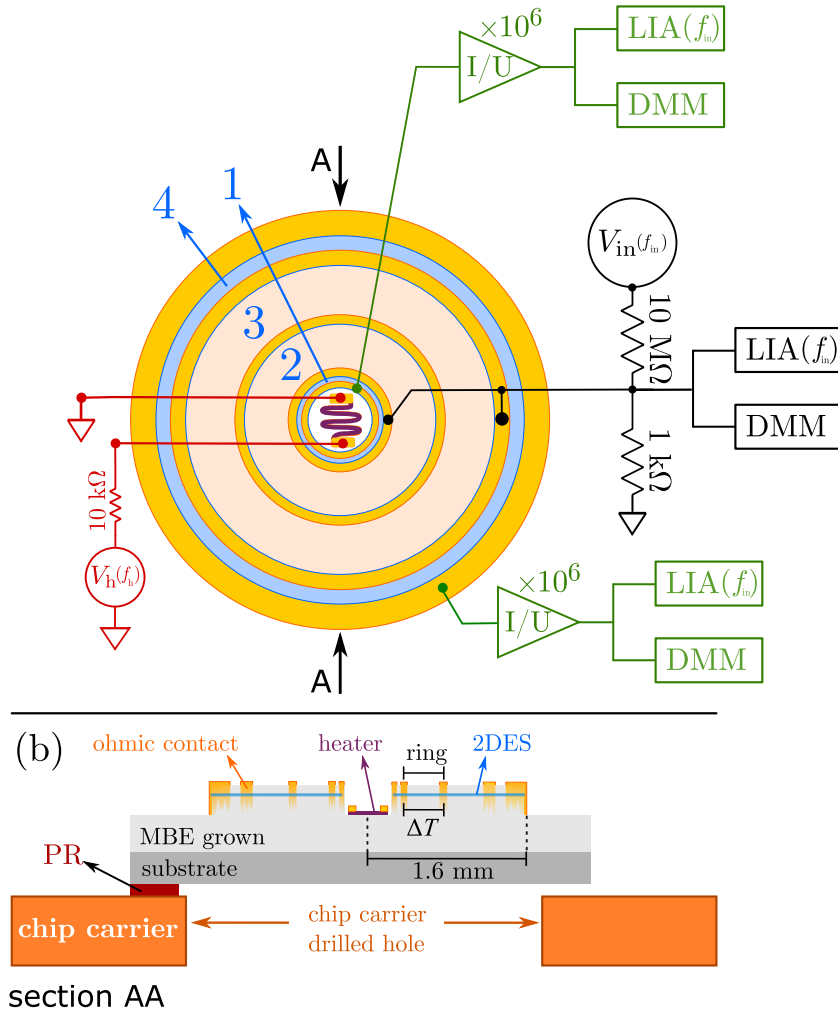 ×10⁶
I/U
LIA(f_in)
DMM
A
4
1
3
2
V_in(f_in)
10 MΩ
LIA(f_in)
DMM
1 kΩ
10 kΩ
V_h(f_h)
×10⁶
I/U
LIA(f_in)
DMM
A
(b)
ohmic contact
heater
ring
2DES
ΔT
MBE grown
substrate
1.6 mm
PR
chip carrier
chip carrier
drilled hole
section AA